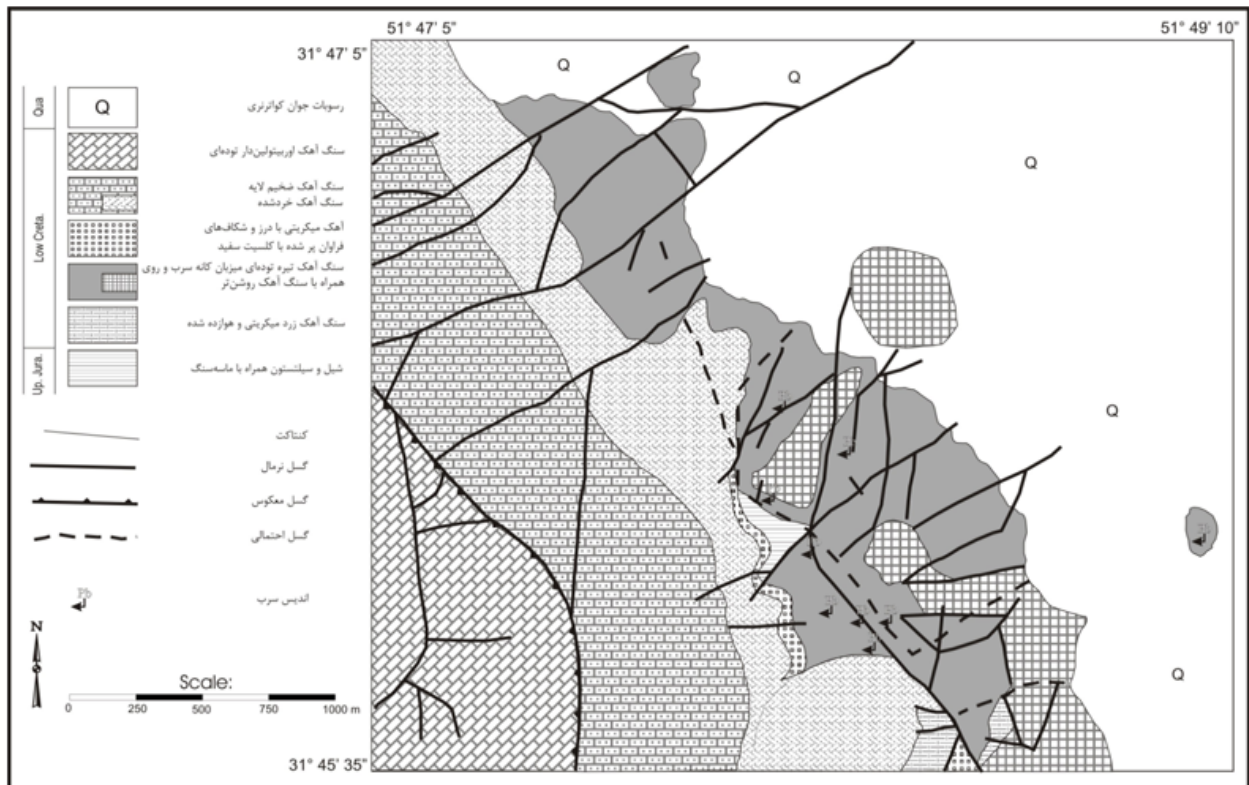 51° 47' 5"
51° 49' 10"
31° 47' 5"
31° 45' 35"
Qua
Low Creta.
Up. Jura.
Q
رسوبات جوان کواترنری
سنگ آهک اوربیتولین‌دار توده‌ای
سنگ آهک ضخیم لایه
سنگ آهک خردشده
آهک میکریتی با درز و شکاف‌های
فراوان پر شده با کلسیت سفید
سنگ آهک تیره توده‌ای میزبان کانه سرب و روی
همراه با سنگ آهک روشن‌تر
سنگ آهک زرد میکریتی و هوازده شده
شیل و سیلتستون همراه با ماسه‌سنگ
کنتاکت
گسل نرمال
گسل معکوس
گسل احتمالی
اندیس سرب
Pb
N
Scale:
0 250 500 750 1000 m
Q
Q
Q
Q
Q